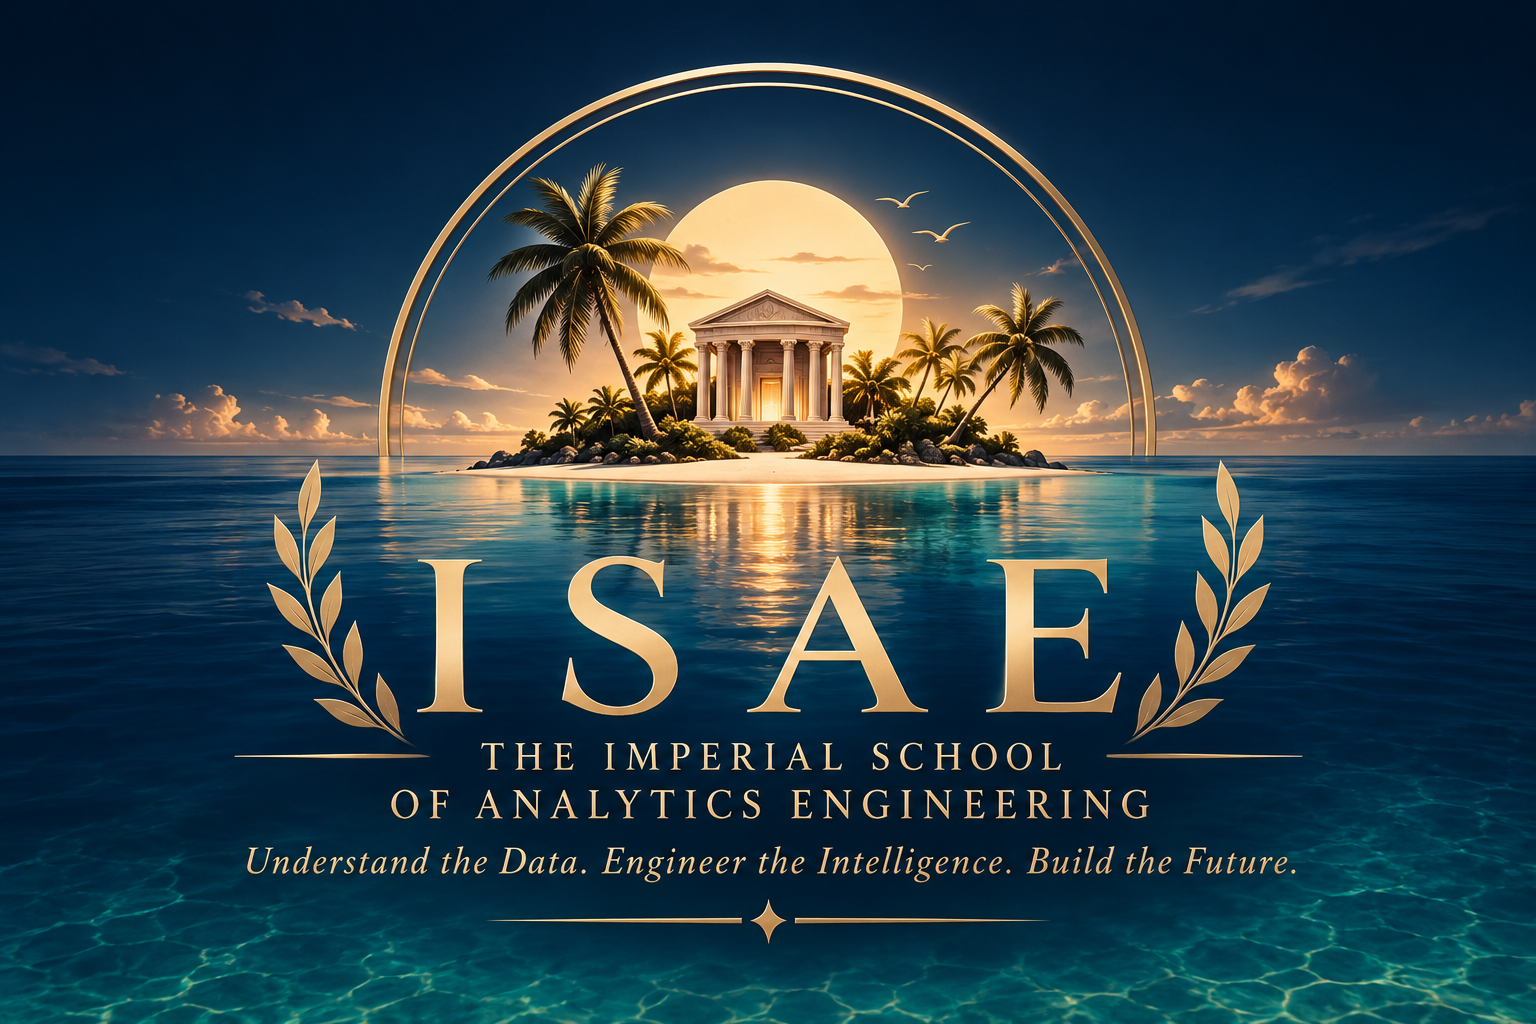 ISAE
THE IMPERIAL SCHOOL
OF ANALYTICS ENGINEERING
Understand the Data. Engineer the Intelligence. Build the Future.